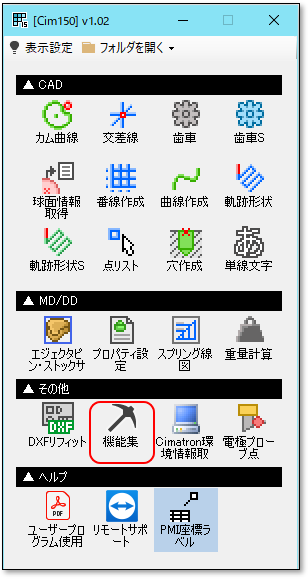 [Cim150] v1.02
表示設定 フォルダを開く
▲ CAD
カム曲線 交差線 歯車 歯車S
球面情報
取得
番線作成 曲線作成 軌跡形状
軌跡形状S 点リスト 穴作成 単線文字
▲ MD/DD
エジェクタピ
ン・ストックサ
プロパティ設
定
スプリング線
図
重量計算
▲ その他
DXFリフィット 機能集 Cimatron環
境情報取
電極プローブ
点
▲ ヘルプ
ユーザープロ
グラム使用
リモートサポ
ート
PMI座標ラ
ベル